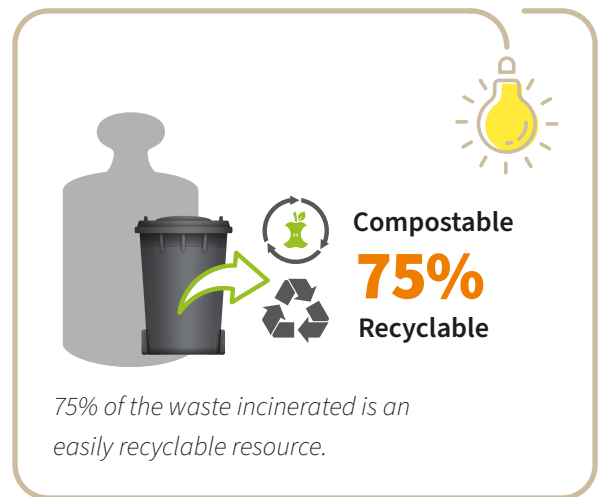 Compostable
75%
Recyclable
75% of the waste incinerated is an
easily recyclable resource.